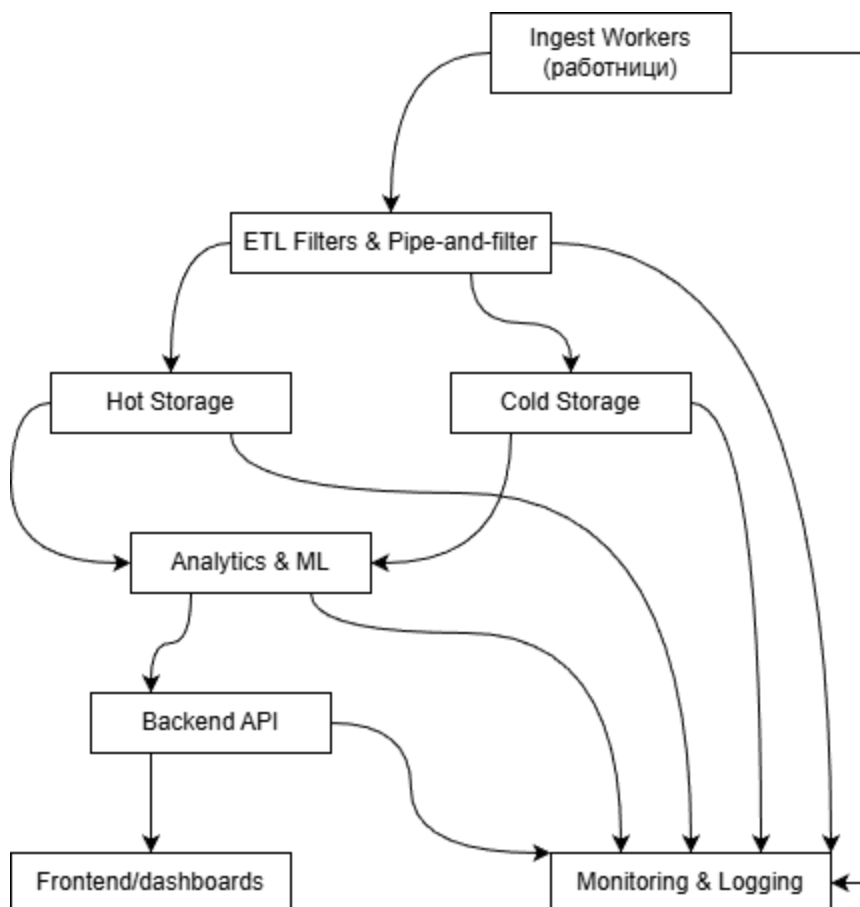 Ingest Workers
(работници)
ETL Filters & Pipe-and-filter
Hot Storage
Cold Storage
Analytics & ML
Backend API
Frontend/dashboards
Monitoring & Logging